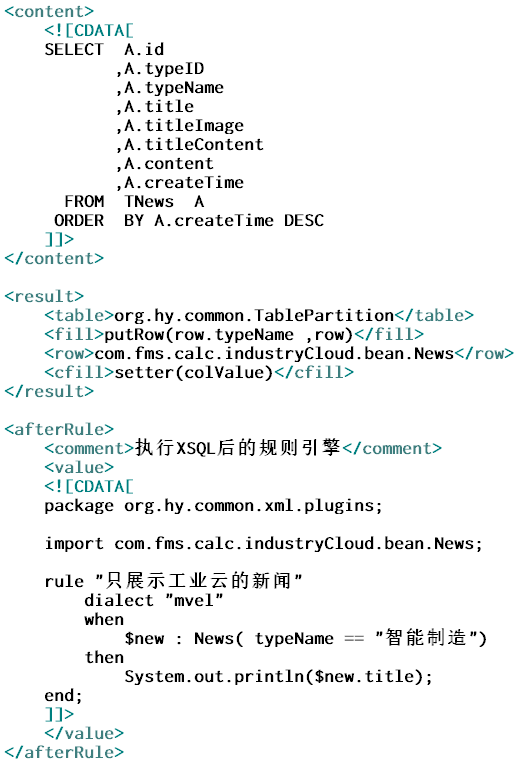 <content>
    <![CDATA[
    SELECT  A.id
           ,A.typeID
           ,A.typeName
           ,A.title
           ,A.titleImage
           ,A.titleContent
           ,A.content
           ,A.createTime
      FROM  TNews  A
     ORDER  BY A.createTime DESC
    ]]>
</content>

<result>
    <table>org.hy.common.TablePartition</table>
    <fill>putRow(row.typeName ,row)</fill>
    <row>com.fms.calc.industryCloud.bean.News</row>
    <cfill>setter(colValue)</cfill>
</result>

<afterRule>
    <comment>执行XSQL后的规则引擎</comment>
    <value>
    <![CDATA[
    package org.hy.common.xml.plugins;

    import com.fms.calc.industryCloud.bean.News;

    rule "只展示工业云的新闻"
        dialect "mvel"
        when
            $new : News( typeName == "智能制造")
        then
            System.out.println($new.title);
    end;
    ]]>
    </value>
</afterRule>